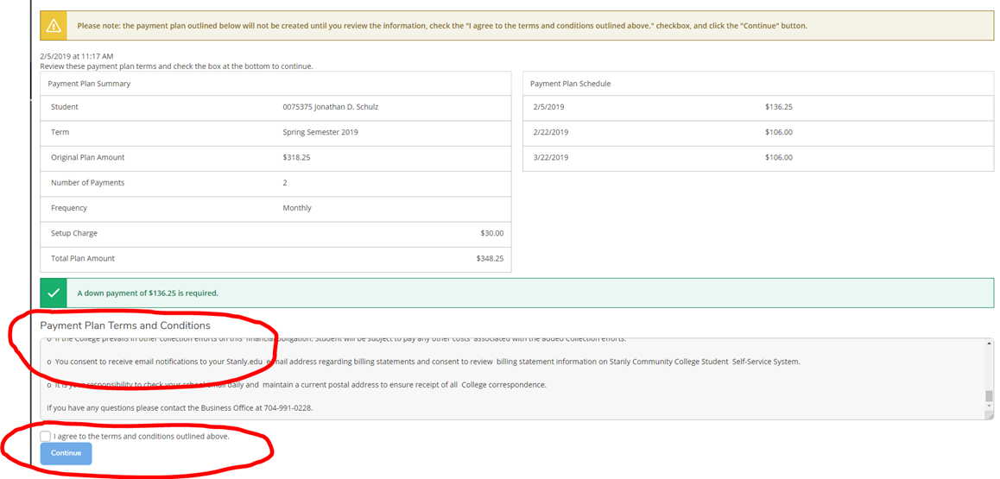 Please note: the payment plan outlined below will not be created until you review the information, check the "I agree to the terms and conditions outlined above." checkbox, and click the "Continue" button.
2/5/2019 at 11:17 AM
Review these payment plan terms and check the box at the bottom to continue.
Payment Plan Summary
Student 0075375 Jonathan D. Schulz
Term Spring Semester 2019
Original Plan Amount $318.25
Number of Payments 2
Frequency Monthly
Setup Charge $30.00
Total Plan Amount $348.25
Payment Plan Schedule
2/5/2019 $136.25
2/22/2019 $106.00
3/22/2019 $106.00
A down payment of $136.25 is required.
Payment Plan Terms and Conditions
o If the College prevails in other collection efforts on this financial obligation, Student will be subject to pay any other costs associated with the added Collection efforts.
o You consent to receive email notifications to your Stanly.edu email address regarding billing statements and consent to review billing statement information on Stanly Community College Student Self-Service System.
o It is your responsibility to check your school email daily and maintain a current postal address to ensure receipt of all College correspondence.
If you have any questions please contact the Business Office at 704-991-0228.
I agree to the terms and conditions outlined above.
Continue